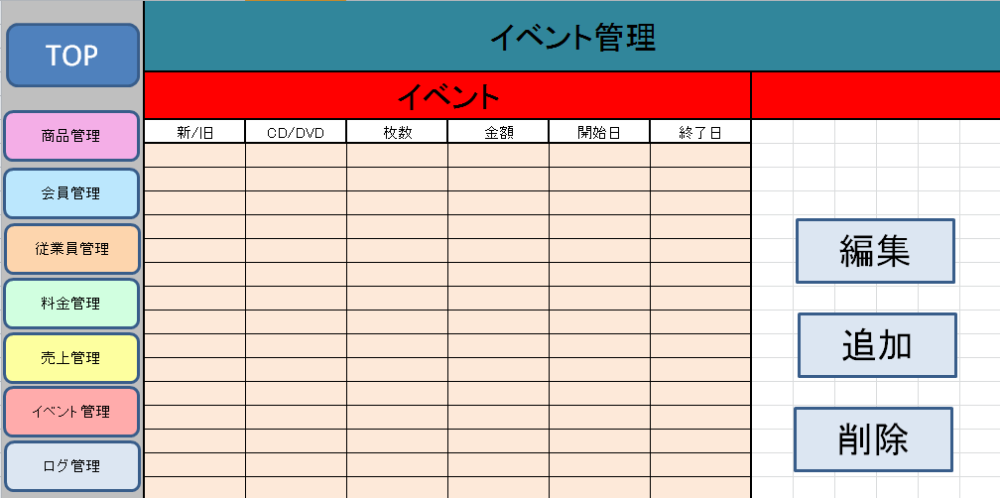 TOP
イベント管理
イベント
新/旧
CD/DVD
枚数
金額
開始日
終了日
商品管理
会員管理
従業員管理
料金管理
売上管理
イベント管理
ログ管理
編集
追加
削除